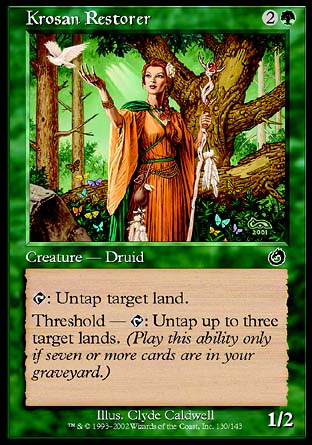 Krosan Restorer 2
2001
Creature — Druid
: Untap target land.
Threshold — : Untap up to three
target lands. (Play this ability only
if seven or more cards are in your
graveyard.)
Illus. Clyde Caldwell
™ & © 1993–2002 Wizards of the Coast, Inc. 130/143
1/2